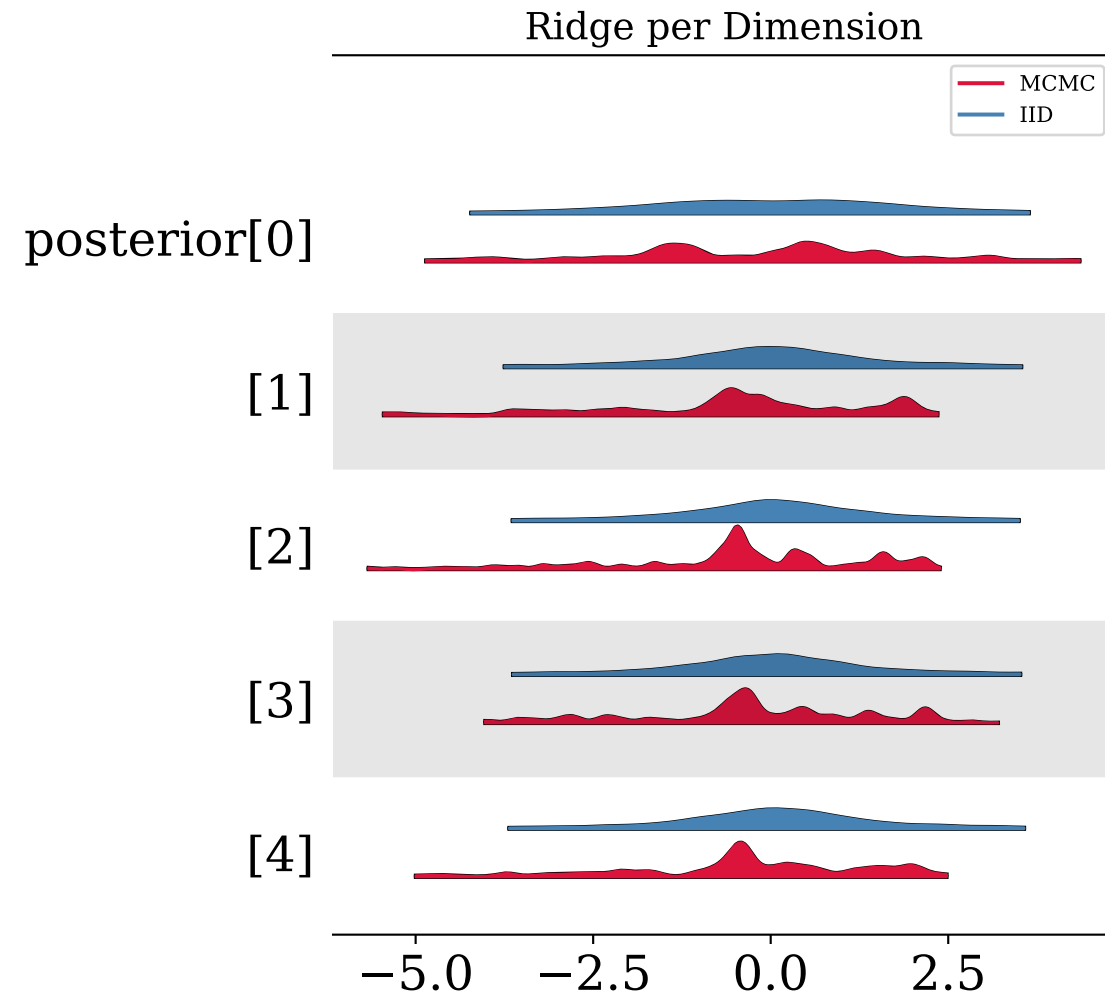 Ridge per Dimension
MCMC
IID
posterior[0]
[1]
[2]
[3]
[4]
−5.0 −2.5 0.0 2.5